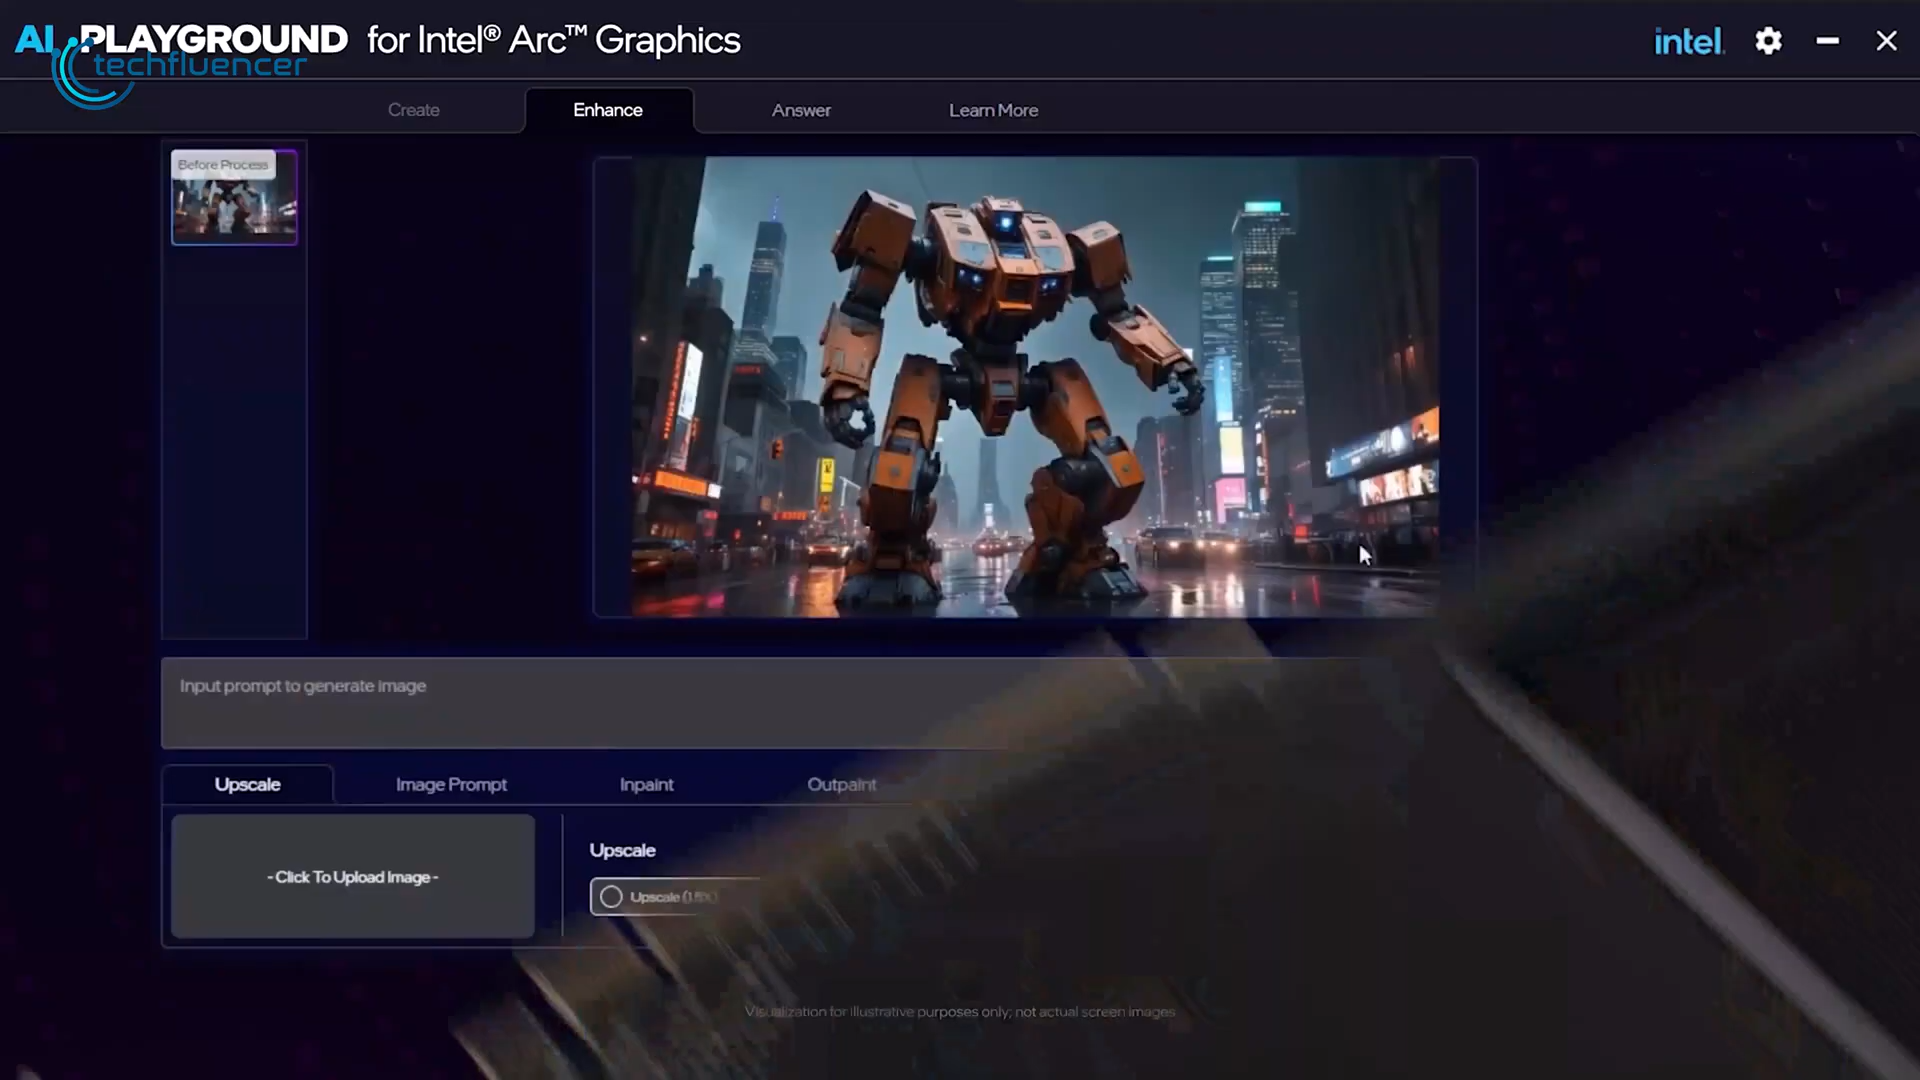 AI PLAYGROUND for Intel® Arc™ Graphics
intel.
techfluencer
Create
Enhance
Answer
Learn More
Before Process
Input prompt to generate image
Upscale
Image Prompt
Inpaint
Outpaint
- Click To Upload Image -
Upscale
Upscale (1.5X)
Visualization for illustrative purposes only; not actual screen images